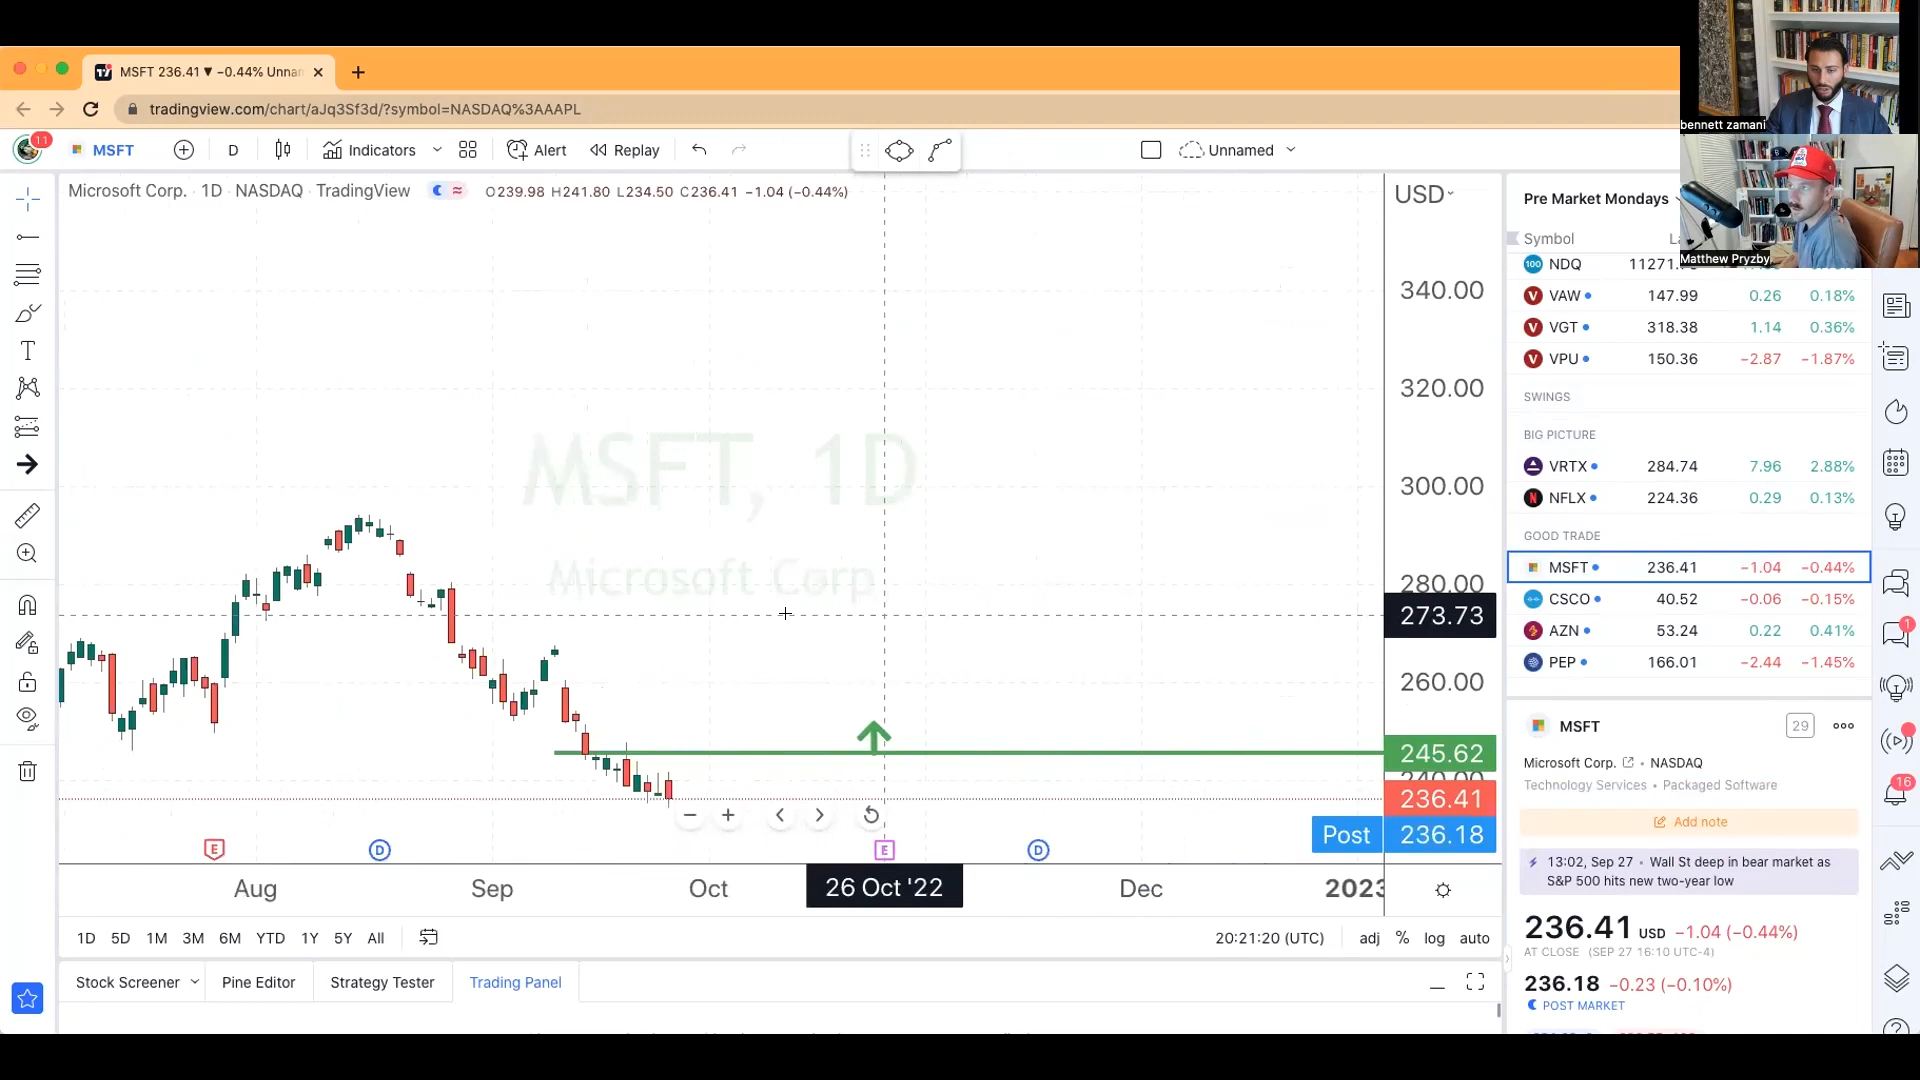 MSFT 236.41 ▼ −0.44% Unnan
tradingview.com/chart/aJq3Sf3d/?symbol=NASDAQ%3AAAPL
bennett zamani
Matthew Pryzby
11 MSFT D Indicators Alert Replay Unnamed
Microsoft Corp. · 1D · NASDAQ · TradingView O239.98 H241.80 L234.50 C236.41 −1.04 (−0.44%)
USD
340.00
320.00
300.00
280.00
273.73
260.00
245.62
240.00
236.41
Post 236.18
MSFT, 1D
Microsoft Corp
E D E D
Aug Sep Oct 26 Oct '22 Dec 2023
1D 5D 1M 3M 6M YTD 1Y 5Y All 20:21:20 (UTC) adj % log auto
Stock Screener Pine Editor Strategy Tester Trading Panel
Pre Market Mondays
Symbol
100 NDQ
VAW 147.99 0.26 0.18%
VGT 318.38 1.14 0.36%
VPU 150.36 −2.87 −1.87%
SWINGS
BIG PICTURE
VRTX 284.74 7.96 2.88%
NFLX 224.36 0.29 0.13%
GOOD TRADE
MSFT 236.41 −1.04 −0.44%
CSCO 40.52 −0.06 −0.15%
AZN 53.24 0.22 0.41%
PEP 166.01 −2.44 −1.45%
MSFT 29
Microsoft Corp. • NASDAQ
Technology Services • Packaged Software
Add note
13:02, Sep 27 • Wall St deep in bear market as
S&P 500 hits new two-year low
236.41 USD −1.04 (−0.44%)
AT CLOSE (SEP 27 16:10 UTC-4)
236.18 −0.23 (−0.10%)
POST MARKET
1
16